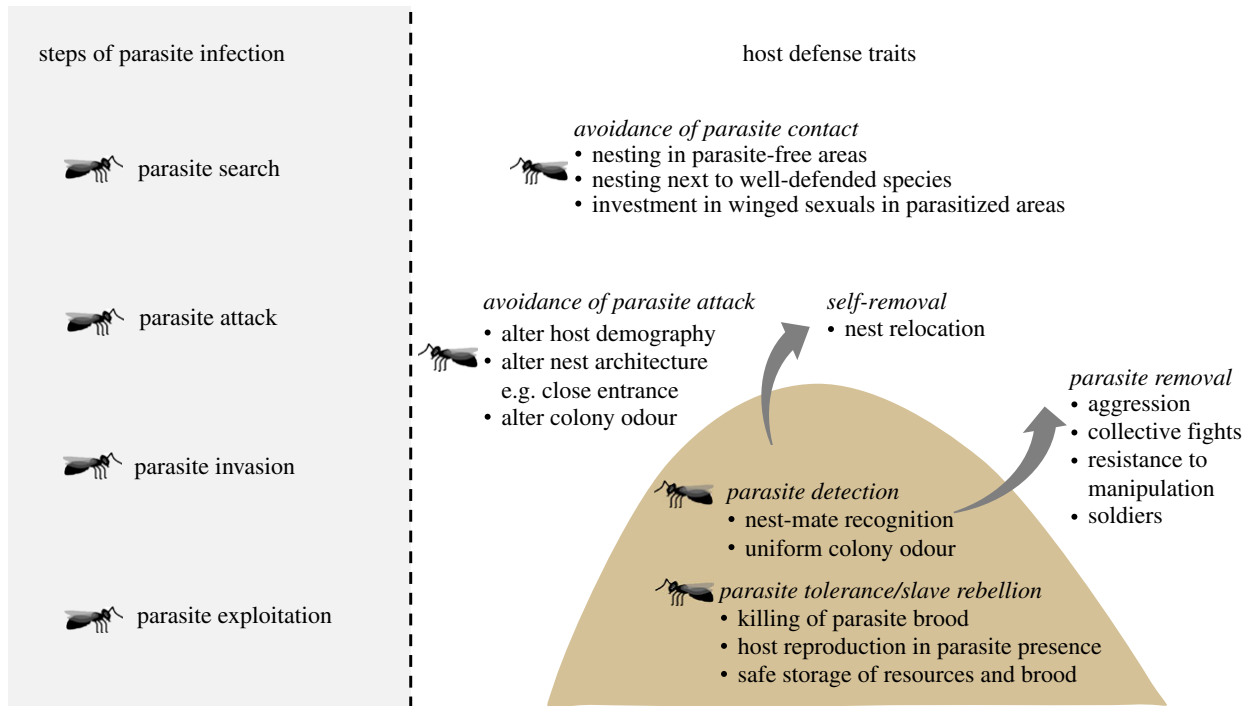 steps of parasite infection
host defense traits
parasite search
avoidance of parasite contact
• nesting in parasite-free areas
• nesting next to well-defended species
• investment in winged sexuals in parasitized areas
parasite attack
avoidance of parasite attack
• alter host demography
• alter nest architecture
e.g. close entrance
• alter colony odour
self-removal
• nest relocation
parasite removal
• aggression
• collective fights
• resistance to
manipulation
• soldiers
parasite invasion
parasite detection
• nest-mate recognition
• uniform colony odour
parasite exploitation
parasite tolerance/slave rebellion
• killing of parasite brood
• host reproduction in parasite presence
• safe storage of resources and brood